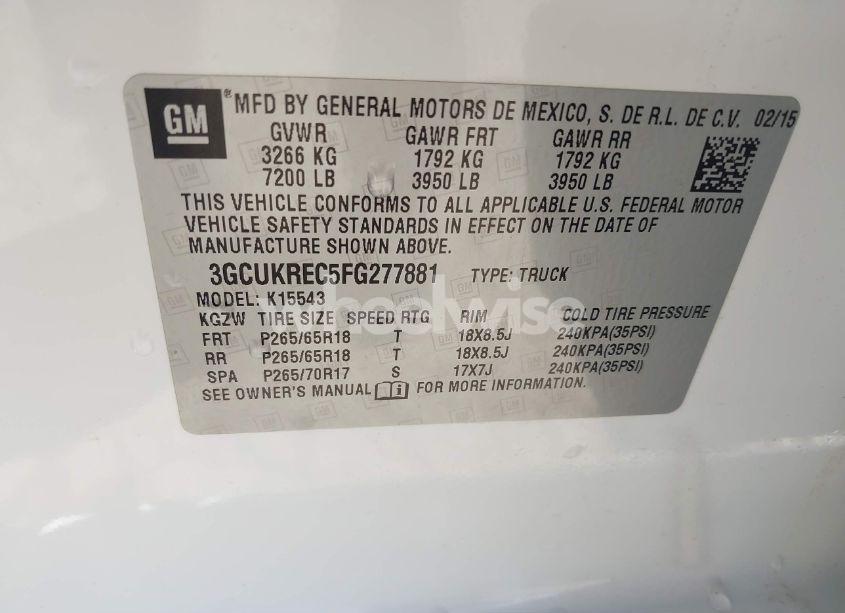 GM
® MFD BY GENERAL MOTORS DE MEXICO, S. DE R.L. DE C.V. 02/15
GVWR GAWR FRT GAWR RR
3266 KG 1792 KG 1792 KG
7200 LB 3950 LB 3950 LB
THIS VEHICLE CONFORMS TO ALL APPLICABLE U.S. FEDERAL MOTOR
VEHICLE SAFETY STANDARDS IN EFFECT ON THE DATE OF
MANUFACTURE SHOWN ABOVE.
3GCUKREC5FG277881 TYPE: TRUCK
MODEL: K15543
KGZW TIRE SIZE SPEED RTG RIM COLD TIRE PRESSURE
FRT P265/65R18 T 18X8.5J 240KPA(35PSI)
RR P265/65R18 T 18X8.5J 240KPA(35PSI)
SPA P265/70R17 S 17X7J 240KPA(35PSI)
SEE OWNER'S MANUAL i FOR MORE INFORMATION.
wheelwise